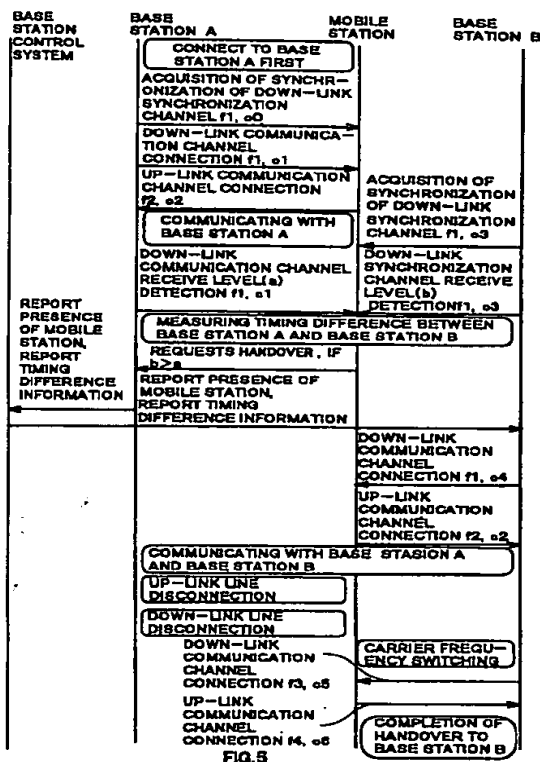 BASE
STATION
CONTROL
SYSTEM
BASE
STATION A
MOBILE
STATION
BASE
STATION B
CONNECT TO BASE
STATION A FIRST
ACQUISITION OF SYNCHR-
ONIZATION OF DOWN-LINK
SYNCHRONIZATION
CHANNEL f1, c0
DOWN-LINK COMMUNICA-
TION CHANNEL
CONNECTION f1, c1
UP-LINK COMMUNICATION
CHANNEL CONNECTION
f2, c2
ACQUISITION OF
SYNCHRONIZATION
OF DOWN-LINK
SYNCHRONIZATION
CHANNEL f1, c3
COMMUNICATING WITH
BASE STATION A
DOWN-LINK
COMMUNICATION CHANNEL
RECEIVE LEVEL(a)
DETECTION f1, c1
DOWN-LINK
SYNCHRONIZATION
CHANNEL RECEIVE
LEVEL(b)
DETECTIONf1, c3
REPORT
PRESENCE
OF MOBILE
STATION,
REPORT
TIMING
DIFFERENCE
INFORMATION
MEASURING TIMING DIFFERENCE BETWEEN
BASE STATION A AND BASE STATION B
REQUESTS HANDOVER, IF
b>a
REPORT PRESENCE OF
MOBILE STATION,
REPORT TIMING
DIFFERENCE INFORMATION
DOWN-LINK
COMMUNICATION
CHANNEL
CONNECTION f1, c4
UP-LINK
COMMUNICATION
CHANNEL
CONNECTION f2, c2
COMMUNICATING WITH BASE STASION A
AND BASE STATION B
UP-LINK LINE
DISCONNECTION
DOWN-LINK LINE
DISCONNECTION
DOWN-LINK
COMMUNICATION
CHANNEL
CONNECTION f3, c5
CARRIER FREQU-
ENCY SWITCHING
UP-LINK
COMMUNICATION
CHANNEL
CONNECTION f4, c6
COMPLETION OF
HANDOVER TO
BASE STATION B
FIG.5